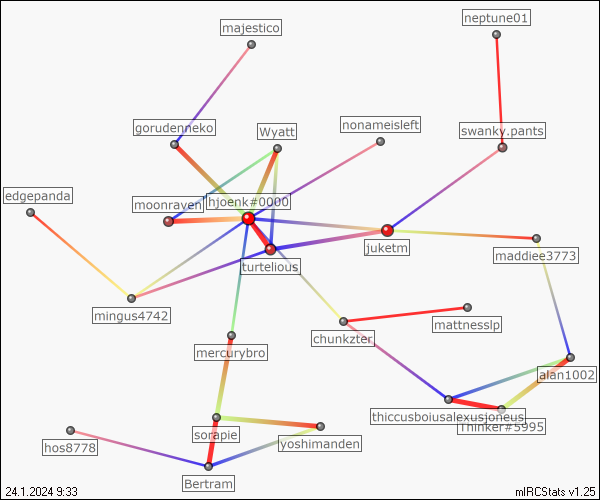 neptune01
majestico
gorudenneko
Wyatt
nonameisleft
swanky.pants
edgepanda
moonraven
hjoenk#0000
juketm
maddiee3773
turtelious
mingus4742
chunkzter
mattnesslp
mercurybro
alan1002
thiccusboiusalexusjoneus
Thinker#5995
sorapie
yoshimanden
hos8778
Bertram
24.1.2024 9:33
mIRCStats v1.25